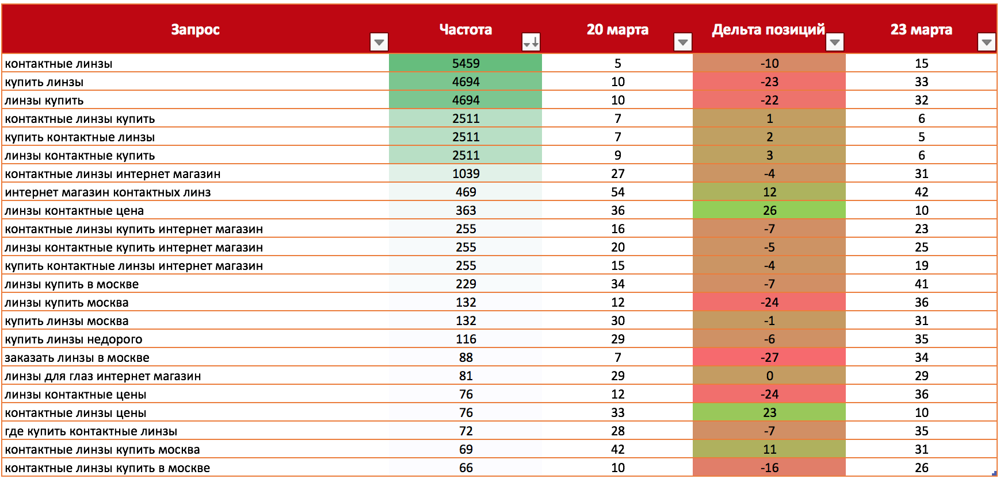 Запрос Частота 20 марта Дельта позиций 23 марта
контактные линзы 5459 5 -10 15
купить линзы 4694 10 -23 33
линзы купить 4694 10 -22 32
контактные линзы купить 2511 7 1 6
купить контактные линзы 2511 7 2 5
линзы контактные купить 2511 9 3 6
контактные линзы интернет магазин 1039 27 -4 31
интернет магазин контактных линз 469 54 12 42
линзы контактные цена 363 36 26 10
контактные линзы купить интернет магазин 255 16 -7 23
линзы контактные купить интернет магазин 255 20 -5 25
купить контактные линзы интернет магазин 255 15 -4 19
линзы купить в москве 229 34 -7 41
линзы купить москва 132 12 -24 36
купить линзы москва 132 30 -1 31
купить линзы недорого 116 29 -6 35
заказать линзы в москве 88 7 -27 34
линзы для глаз интернет магазин 81 29 0 29
линзы контактные цены 76 12 -24 36
контактные линзы цены 76 33 23 10
где купить контактные линзы 72 28 -7 35
контактные линзы купить москва 69 42 11 31
контактные линзы купить в москве 66 10 -16 26